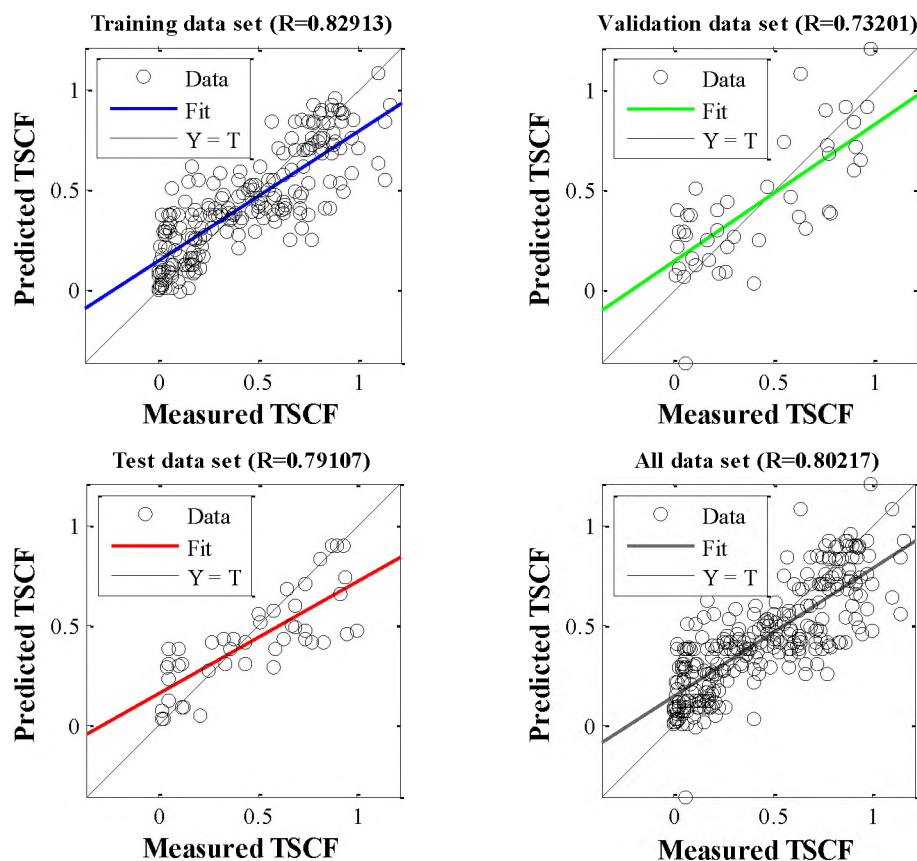 Training data set (R=0.82913)
1
0.5
0
Predicted TSCF
Data
Fit
Y = T
0 0.5 1
Measured TSCF
Validation data set (R=0.73201)
1
0.5
0
Predicted TSCF
Data
Fit
Y = T
0 0.5 1
Measured TSCF
Test data set (R=0.79107)
1
0.5
0
Predicted TSCF
Data
Fit
Y = T
0 0.5 1
Measured TSCF
All data set (R=0.80217)
1
0.5
0
Predicted TSCF
Data
Fit
Y = T
0 0.5 1
Measured TSCF